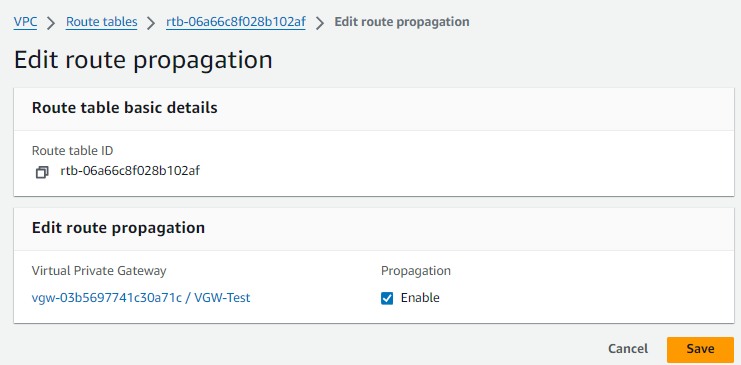 VPC > Route tables > rtb-06a66c8f028b102af > Edit route propagation
Edit route propagation
Route table basic details
Route table ID
rtb-06a66c8f028b102af
Edit route propagation
Virtual Private Gateway Propagation
vgw-03b5697741c30a71c / VGW-Test Enable
Cancel Save